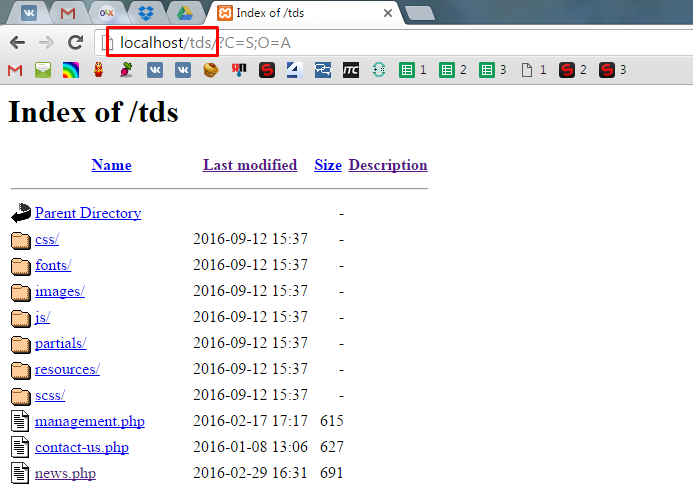 Index of /tds
localhost/tds/?C=S;O=A
1 2 3 1 2 3
Index of /tds
Name Last modified Size Description
Parent Directory -
css/ 2016-09-12 15:37 -
fonts/ 2016-09-12 15:37 -
images/ 2016-09-12 15:37 -
js/ 2016-09-12 15:37 -
partials/ 2016-09-12 15:37 -
resources/ 2016-09-12 15:37 -
scss/ 2016-09-12 15:37 -
management.php 2016-02-17 17:17 615
contact-us.php 2016-01-08 13:06 627
news.php 2016-02-29 16:31 691